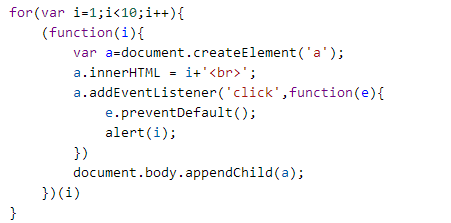 for(var i=1;i<10;i++){
    (function(i){
        var a=document.createElement('a');
        a.innerHTML = i+'<br>';
        a.addEventListener('click',function(e){
            e.preventDefault();
            alert(i);
        })
        document.body.appendChild(a);
    })(i)
}